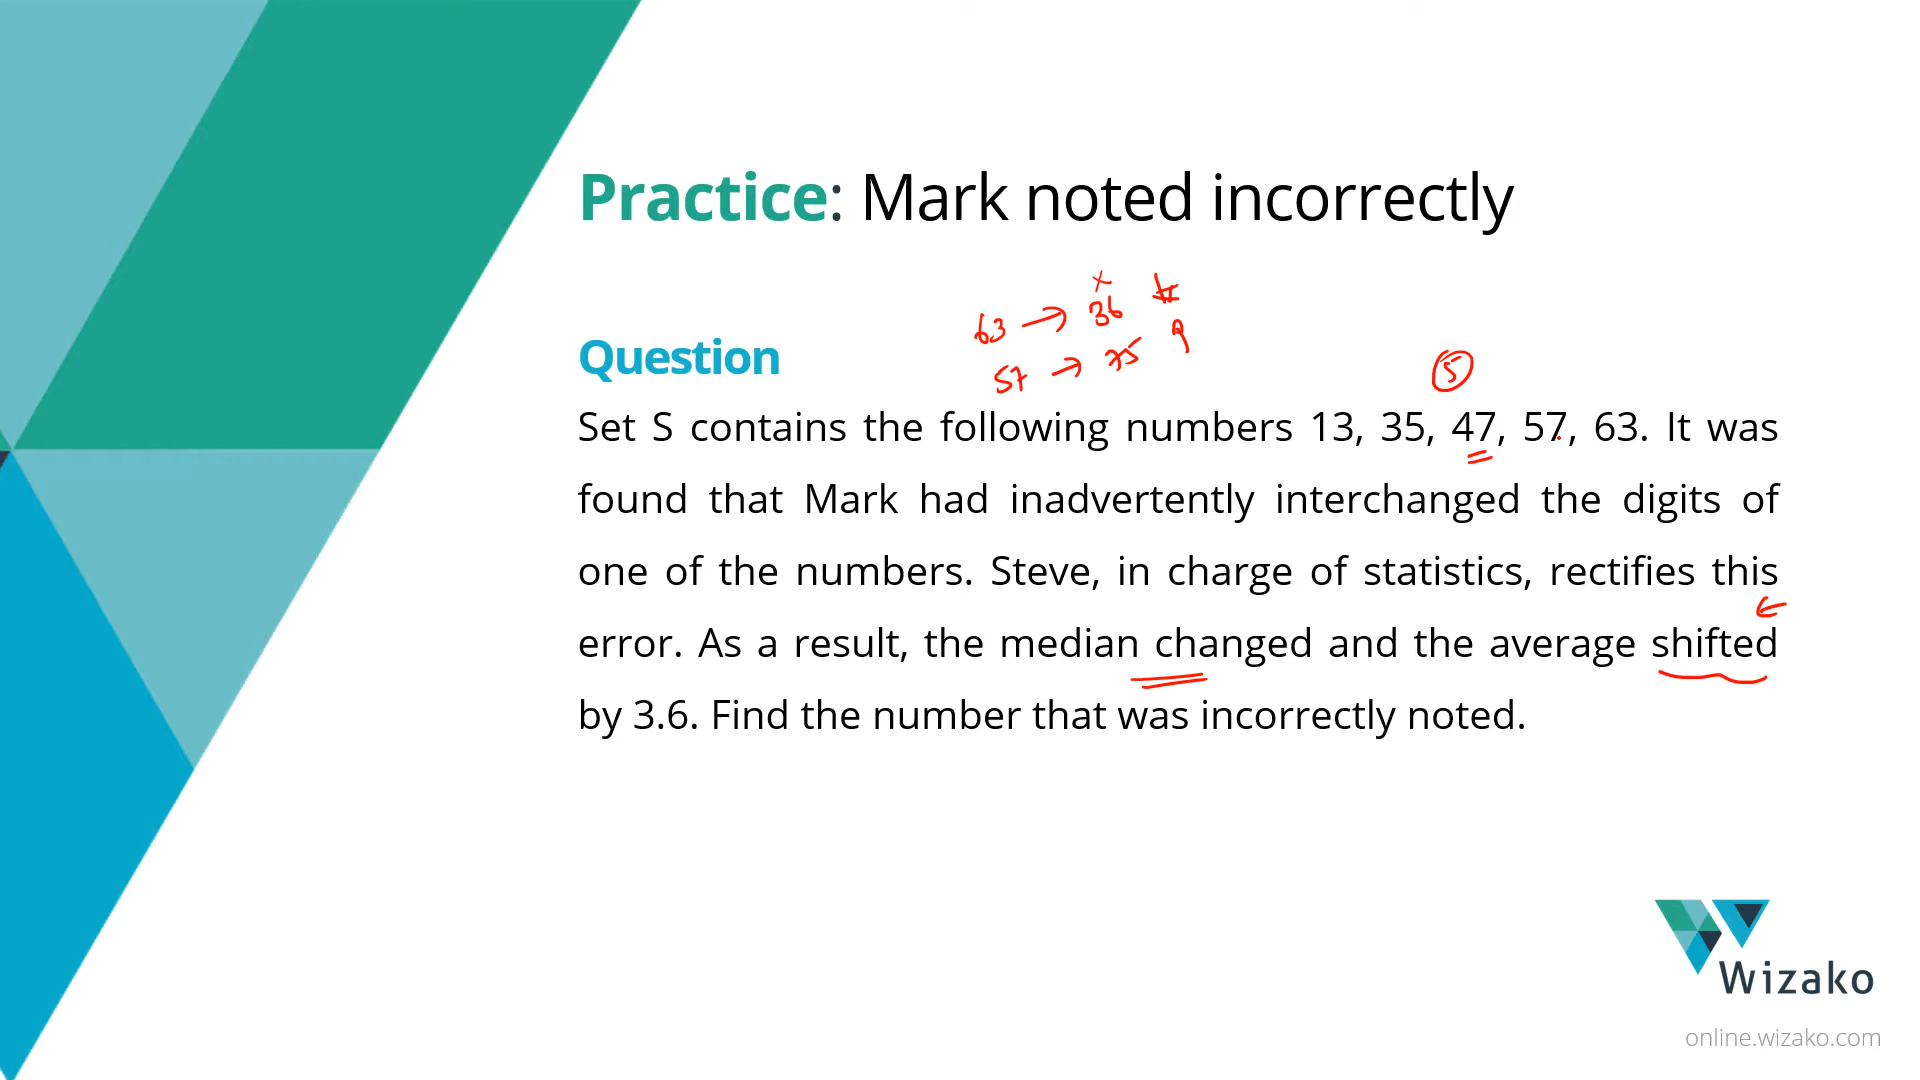 Practice: Mark noted incorrectly
x
63 → 36
57 → 75 9
Question
5
Set S contains the following numbers 13, 35, 47, 57, 63. It was
found that Mark had inadvertently interchanged the digits of
one of the numbers. Steve, in charge of statistics, rectifies this
error. As a result, the median changed and the average shifted
by 3.6. Find the number that was incorrectly noted.
Wizako
online.wizako.com